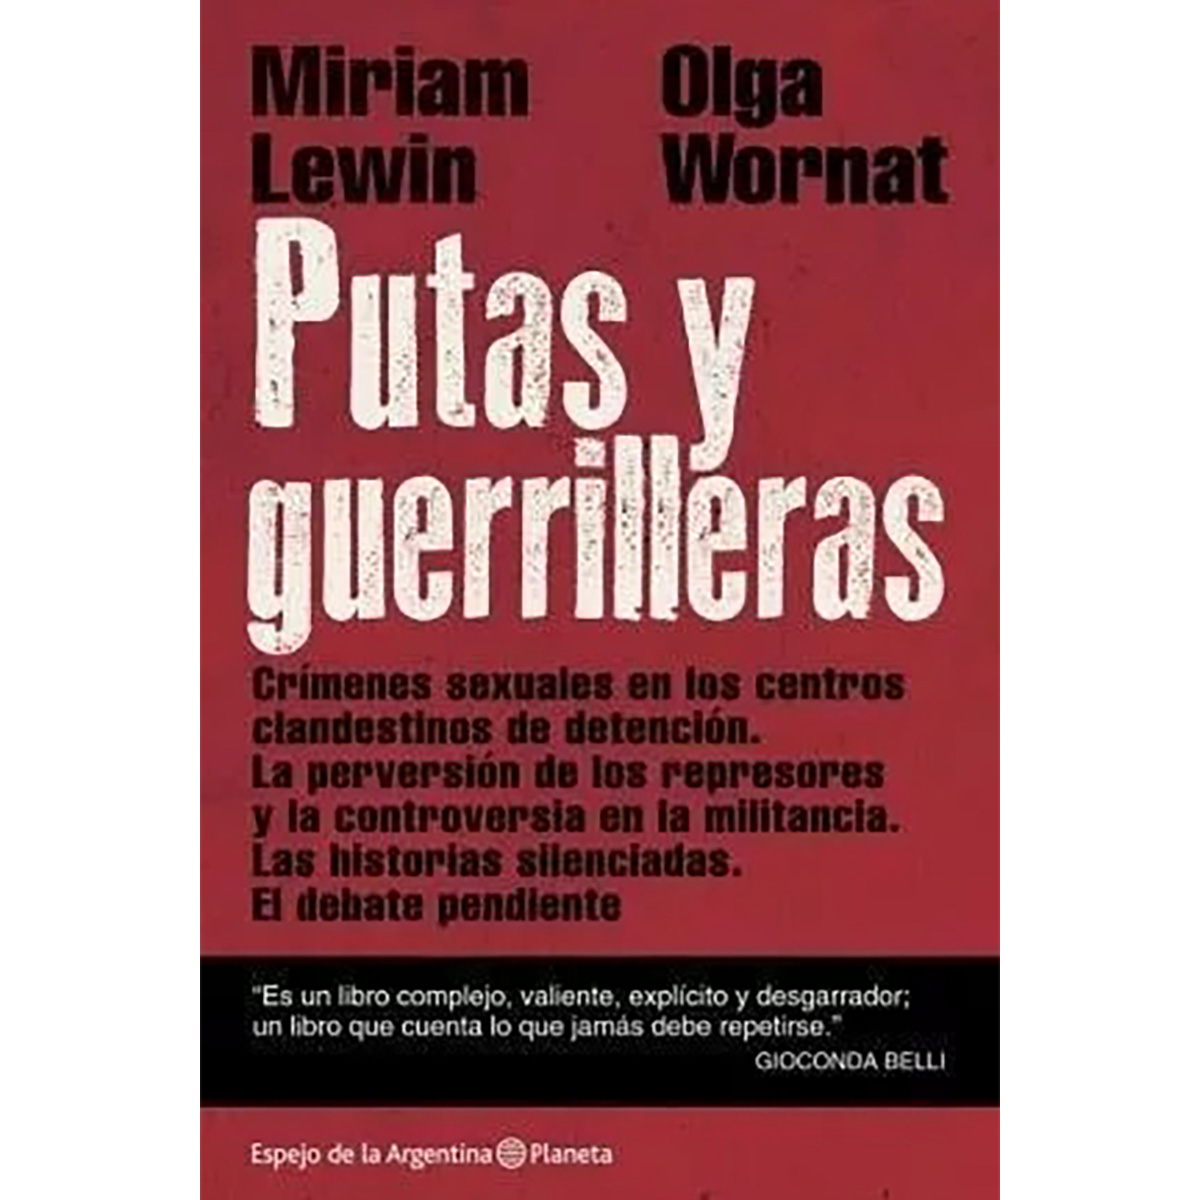 Miriam Lewin
Olga Wornat
Putas y
guerrilleras
Crímenes sexuales en los centros
clandestinos de detención.
La perversión de los represores
y la controversia en la militancia.
Las historias silenciadas.
El debate pendiente
"Es un libro complejo, valiente, explícito y desgarrador;
un libro que cuenta lo que jamás debe repetirse."
GIOCONDA BELLI
Espejo de la Argentina Planeta